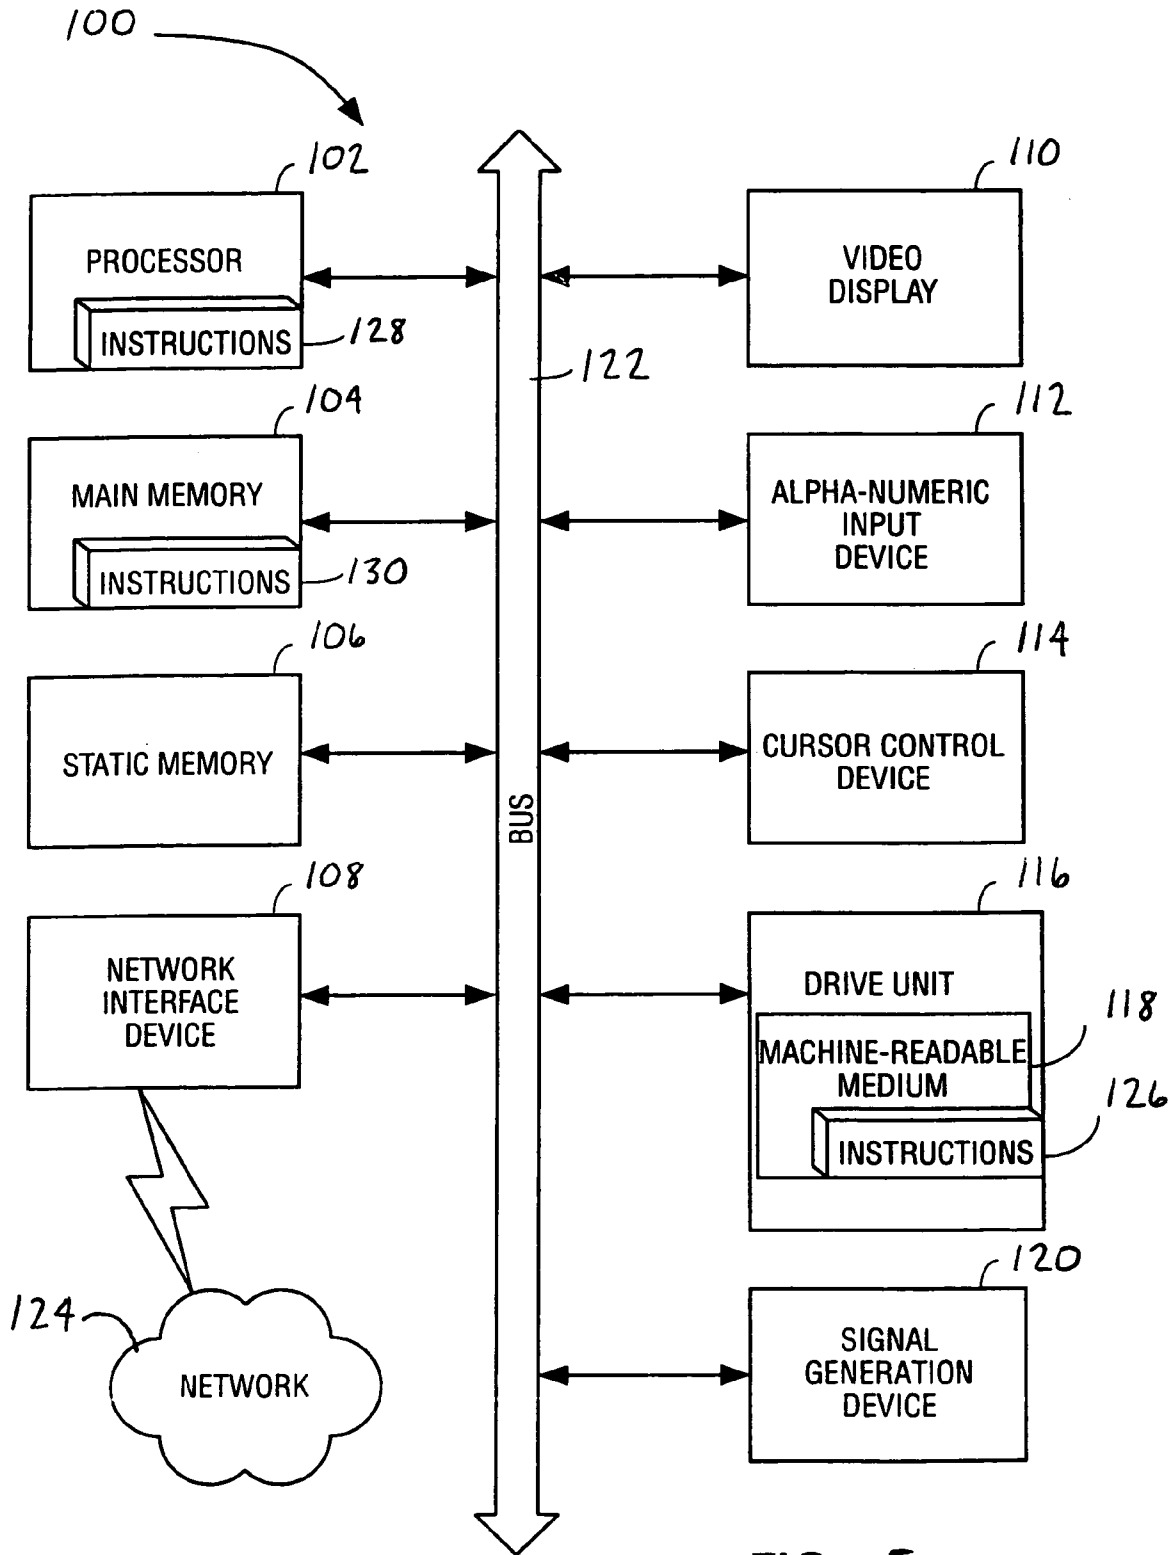 100
102
PROCESSOR
INSTRUCTIONS
128
104
MAIN MEMORY
INSTRUCTIONS
130
106
STATIC MEMORY
108
NETWORK
INTERFACE
DEVICE
124
NETWORK
122
BUS
110
VIDEO
DISPLAY
112
ALPHA-NUMERIC
INPUT
DEVICE
114
CURSOR CONTROL
DEVICE
116
DRIVE UNIT
118
MACHINE-READABLE
MEDIUM
126
INSTRUCTIONS
120
SIGNAL
GENERATION
DEVICE